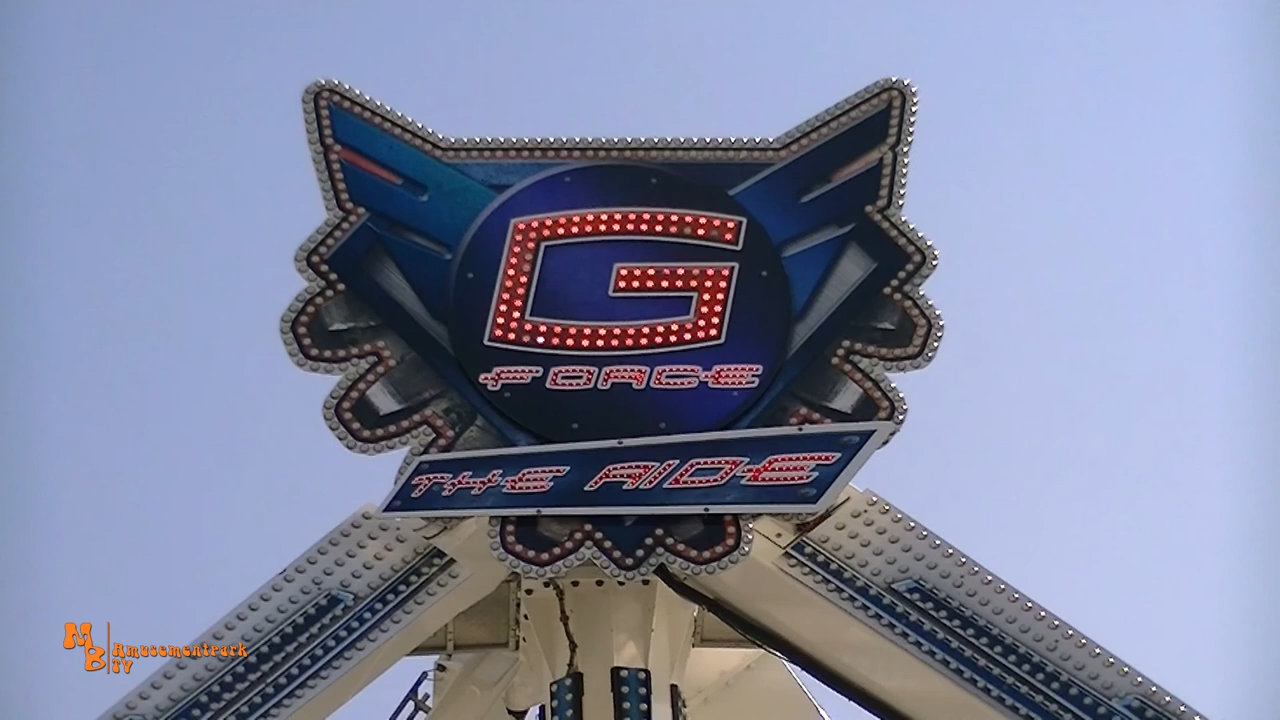 G
FORCE
THE RIDE
MB
Amusementpark
TV